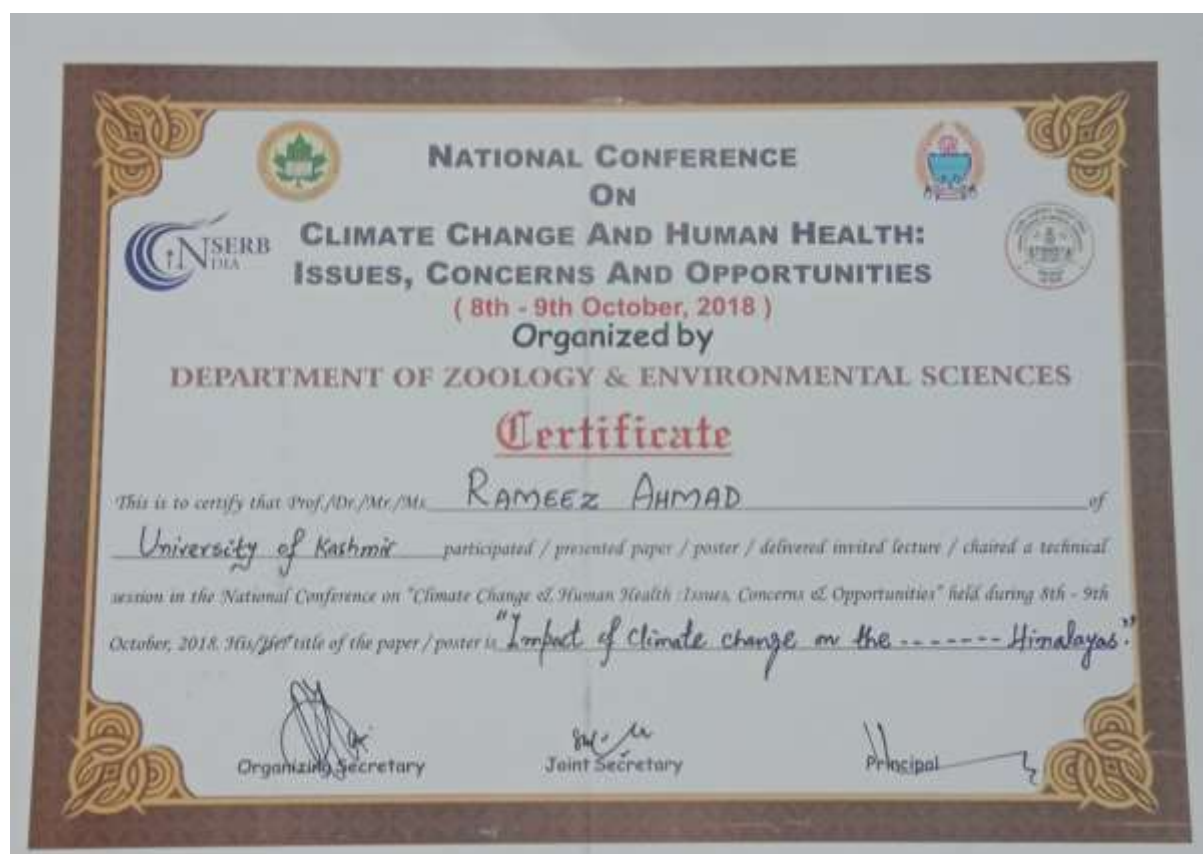 NATIONAL CONFERENCE
ON
CLIMATE CHANGE AND HUMAN HEALTH:
ISSUES, CONCERNS AND OPPORTUNITIES
SERB
INDIA
( 8th - 9th October, 2018 )
Organized by
DEPARTMENT OF ZOOLOGY & ENVIRONMENTAL SCIENCES
Certificate
This is to certify that Prof./Dr./Mr./Ms RAMEEZ AHMAD of
University of Kashmir participated / presented paper / poster / delivered invited lecture / chaired a technical
session in the National Conference on "Climate Change & Human Health :Issues, Concerns & Opportunities" held during 8th - 9th
October, 2018. His/Her title of the paper / poster is "Impact of Climate change on the ------- Himalayas."
Organizing Secretary Joint Secretary Principal